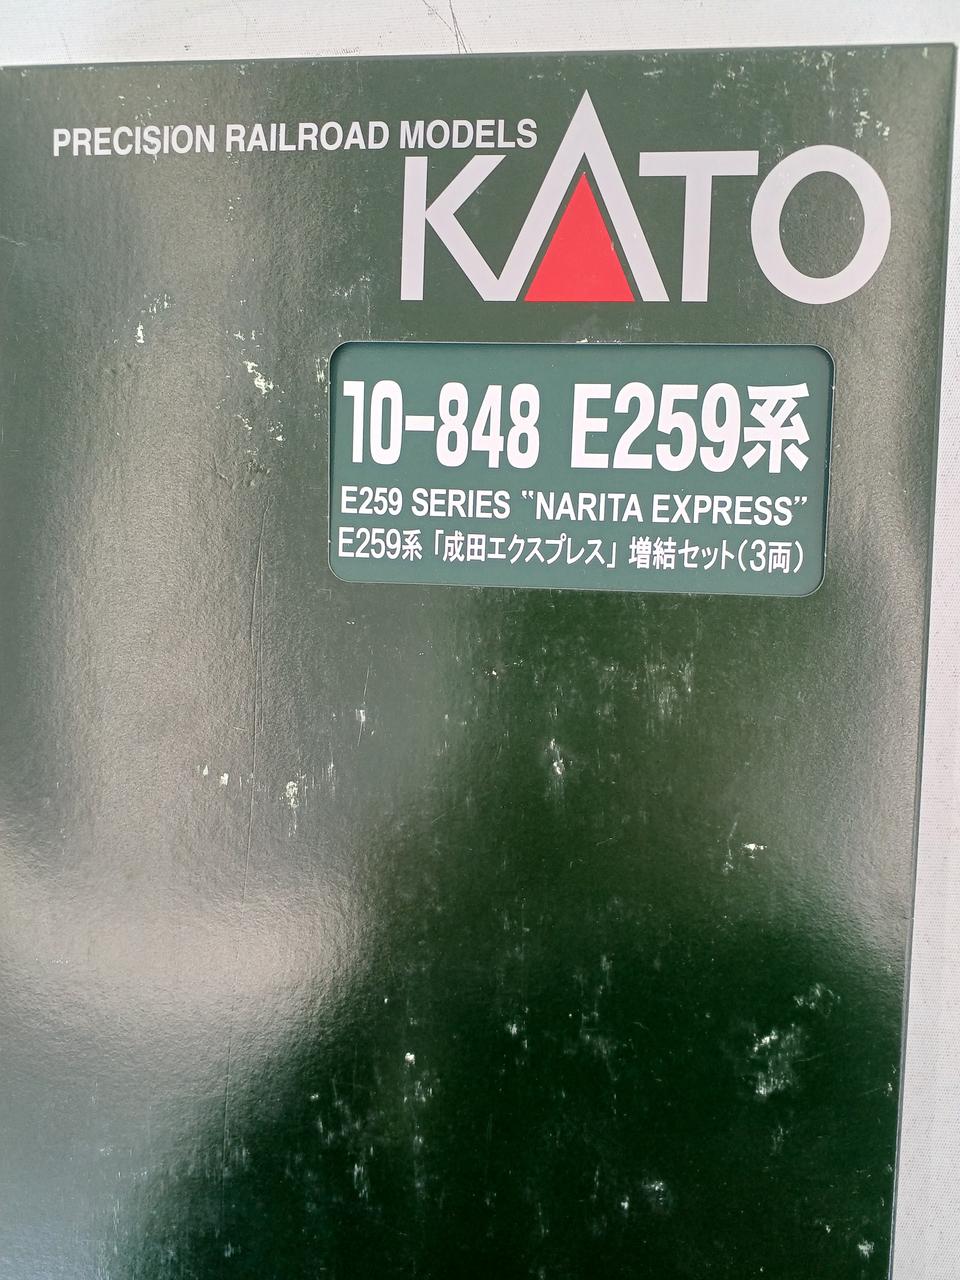 PRECISION RAILROAD MODELS
KATO
10-848 E259系
E259 SERIES “NARITA EXPRESS”
E259系「成田エクスプレス」増結セット(3両)